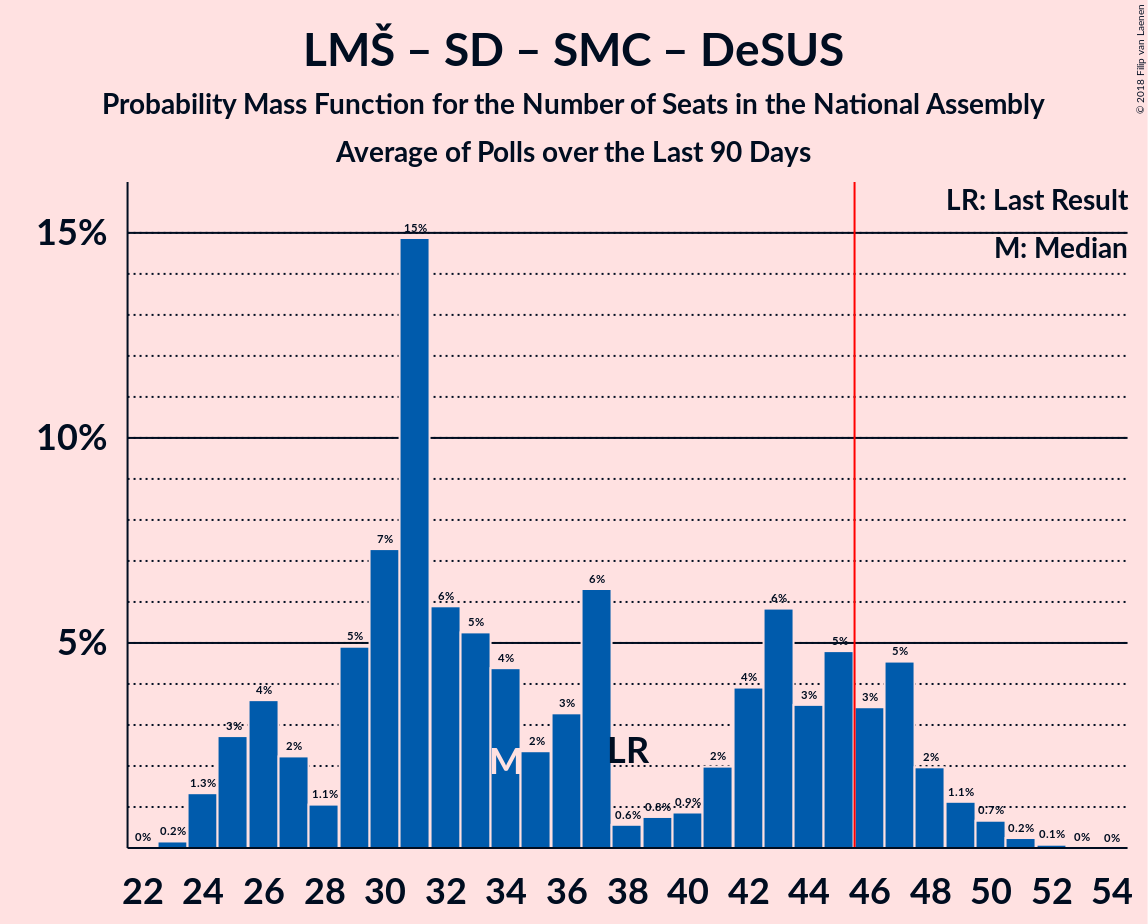 LMŠ – SD – SMC – DeSUS
Probability Mass Function for the Number of Seats in the National Assembly
Average of Polls over the Last 90 Days
© 2018 Filip van Laenen
LR: Last Result
M: Median
15%
10%
5%
0% 0.2% 1.3% 3% 4% 2% 1.1% 5% 7% 15% 6% 5% 4% 2% 3% 6% 0.6% 0.8% 0.9% 2% 4% 6% 3% 5% 3% 5% 2% 1.1% 0.7% 0.2% 0.1% 0% 0%
M
LR
22 24 26 28 30 32 34 36 38 40 42 44 46 48 50 52 54